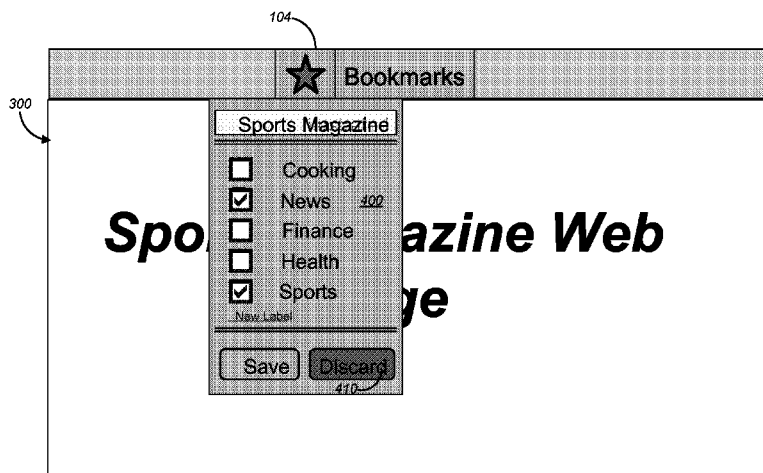 104
Bookmarks
300
Sports Magazine
Cooking
News 400
Finance
Health
Sports
New Label
Save Discard
410
Spo azine Web
ge